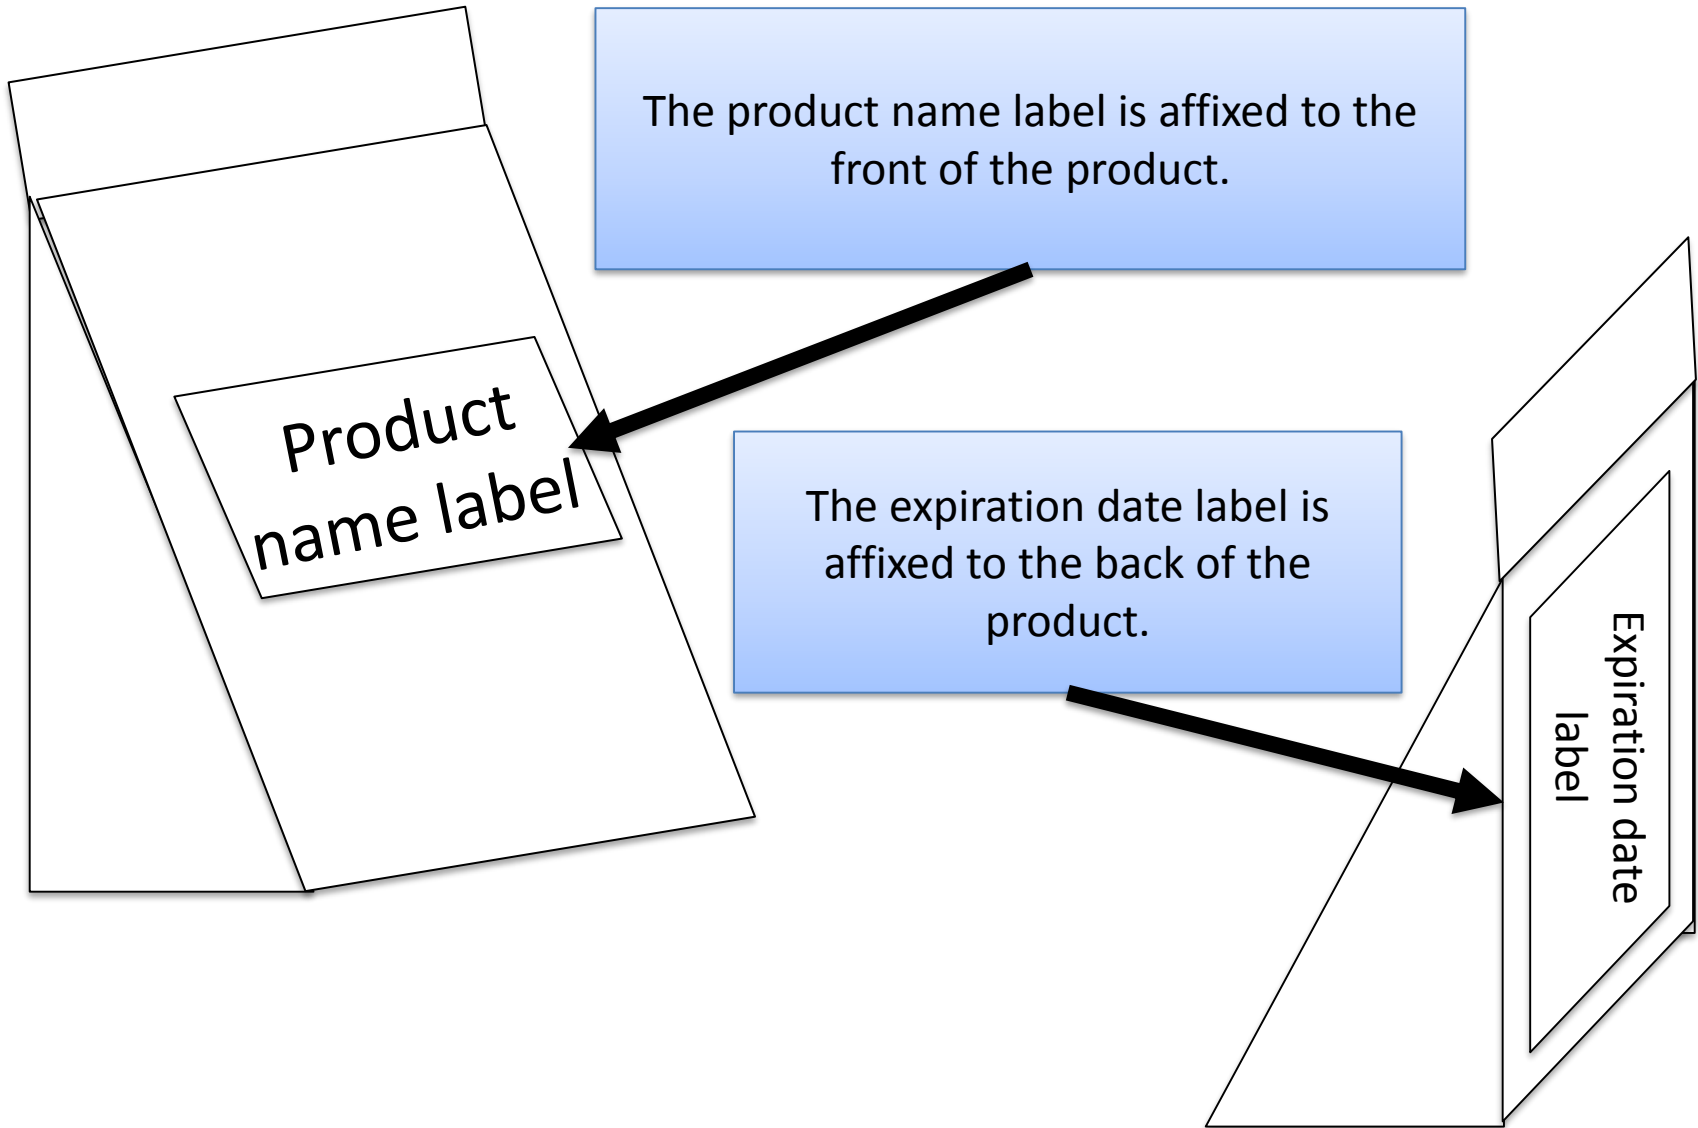 The product name label is affixed to the
front of the product.
Product
name label
The expiration date label is
affixed to the back of the
product.
Expiration date
label